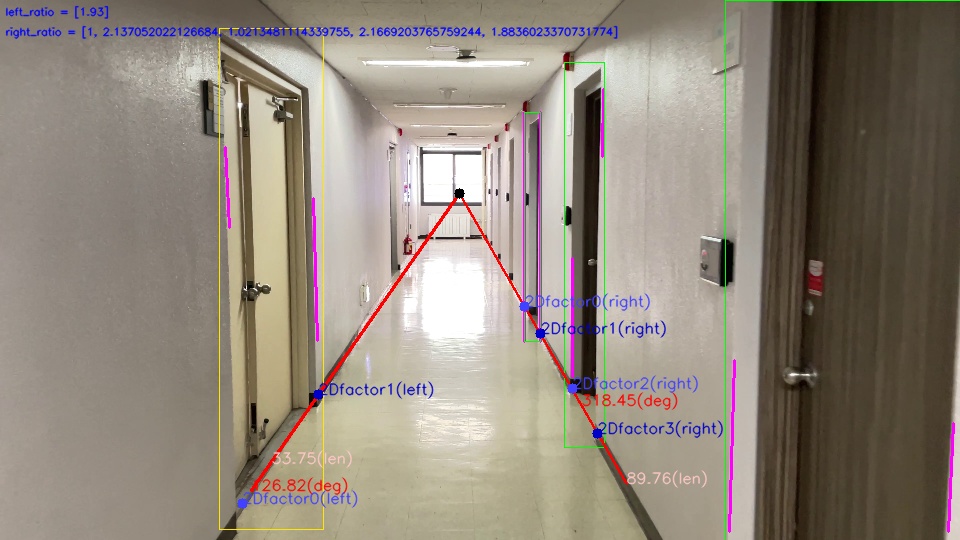 left_ratio = [1.93]
right_ratio = [1, 2.137052022126684, 1.0213481114339755, 2.1669203765759244, 1.8836023370731774]
2Dfactor0(right)
2Dfactor1(right)
2Dfactor2(right)
2Dfactor1(left)
318.45(deg)
2Dfactor3(right)
33.75(len)
89.76(len)
126.82(deg)
2Dfactor0(left)